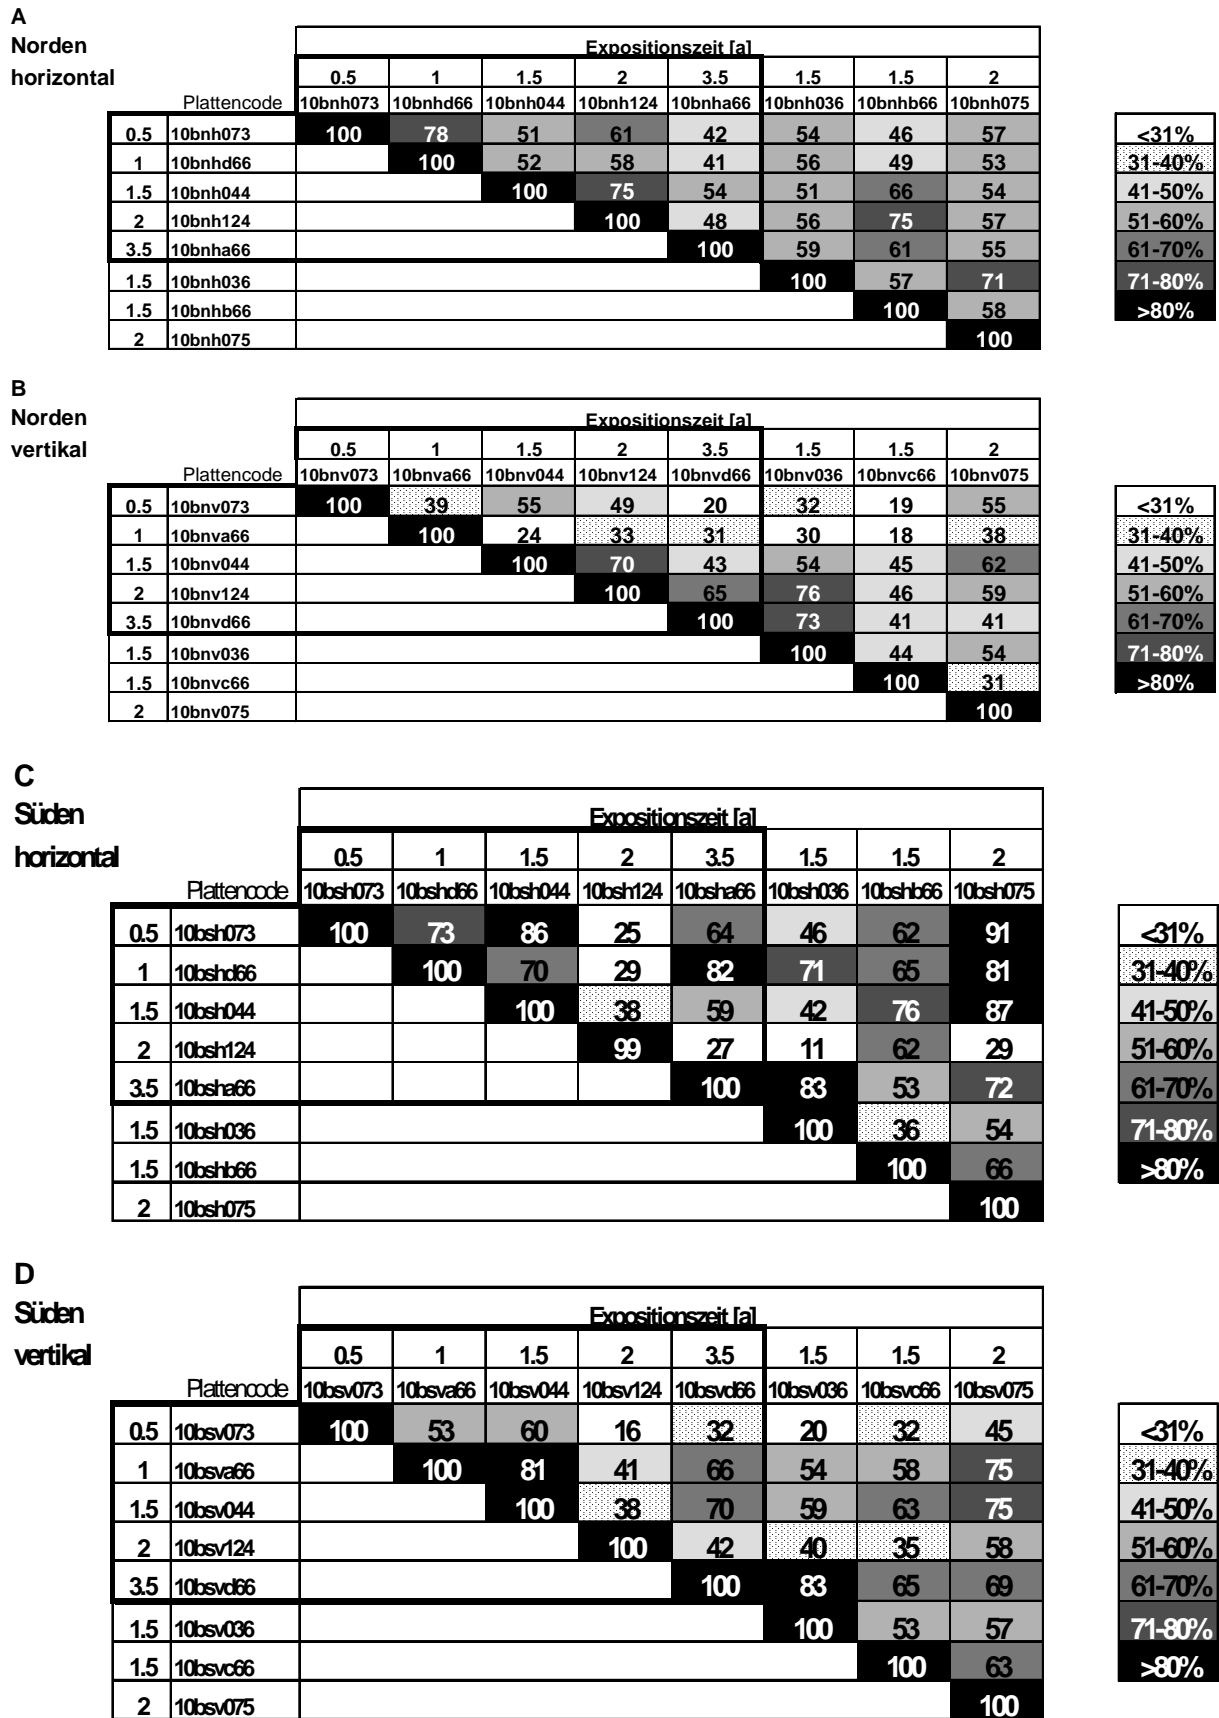 A
Norden
Expositionszeit [a]
horizontal 0.5 1 1.5 2 3.5 1.5 1.5 2
Plattencode 10bnh073 10bnhd66 10bnh044 10bnh124 10bnha66 10bnh036 10bnhb66 10bnh075
0.5 10bnh073 100 78 51 61 42 54 46 57 <31%
1 10bnhd66 100 52 58 41 56 49 53 31-40%
1.5 10bnh044 100 75 54 51 66 54 41-50%
2 10bnh124 100 48 56 75 57 51-60%
3.5 10bnha66 100 59 61 55 61-70%
1.5 10bnh036 100 57 71 71-80%
1.5 10bnhb66 100 58 >80%
2 10bnh075 100
B
Norden
Expositionszeit [a]
vertikal 0.5 1 1.5 2 3.5 1.5 1.5 2
Plattencode 10bnv073 10bnva66 10bnv044 10bnv124 10bnvd66 10bnv036 10bnvc66 10bnv075
0.5 10bnv073 100 39 55 49 20 32 19 55 <31%
1 10bnva66 100 24 33 31 30 18 38 31-40%
1.5 10bnv044 100 70 43 54 45 62 41-50%
2 10bnv124 100 65 76 46 59 51-60%
3.5 10bnvd66 100 73 41 41 61-70%
1.5 10bnv036 100 44 54 71-80%
1.5 10bnvc66 100 31 >80%
2 10bnv075 100
C
Süden
Expositionszeit [a]
horizontal 0.5 1 1.5 2 3.5 1.5 1.5 2
Plattencode 10bsh073 10bshd66 10bsh044 10bsh124 10bsha66 10bsh036 10bshb66 10bsh075
0.5 10bsh073 100 73 86 25 64 46 62 91 <31%
1 10bshd66 100 70 29 82 71 65 81 31-40%
1.5 10bsh044 100 38 59 42 76 87 41-50%
2 10bsh124 99 27 11 62 29 51-60%
3.5 10bsha66 100 83 53 72 61-70%
1.5 10bsh036 100 36 54 71-80%
1.5 10bshb66 100 66 >80%
2 10bsh075 100
D
Süden
Expositionszeit [a]
vertikal 0.5 1 1.5 2 3.5 1.5 1.5 2
Plattencode 10bsv073 10bsva66 10bsv044 10bsv124 10bsvd66 10bsv036 10bsvc66 10bsv075
0.5 10bsv073 100 53 60 16 32 20 32 45 <31%
1 10bsva66 100 81 41 66 54 58 75 31-40%
1.5 10bsv044 100 38 70 59 63 75 41-50%
2 10bsv124 100 42 40 35 58 51-60%
3.5 10bsvd66 100 83 65 69 61-70%
1.5 10bsv036 100 53 57 71-80%
1.5 10bsvc66 100 63 >80%
2 10bsv075 100